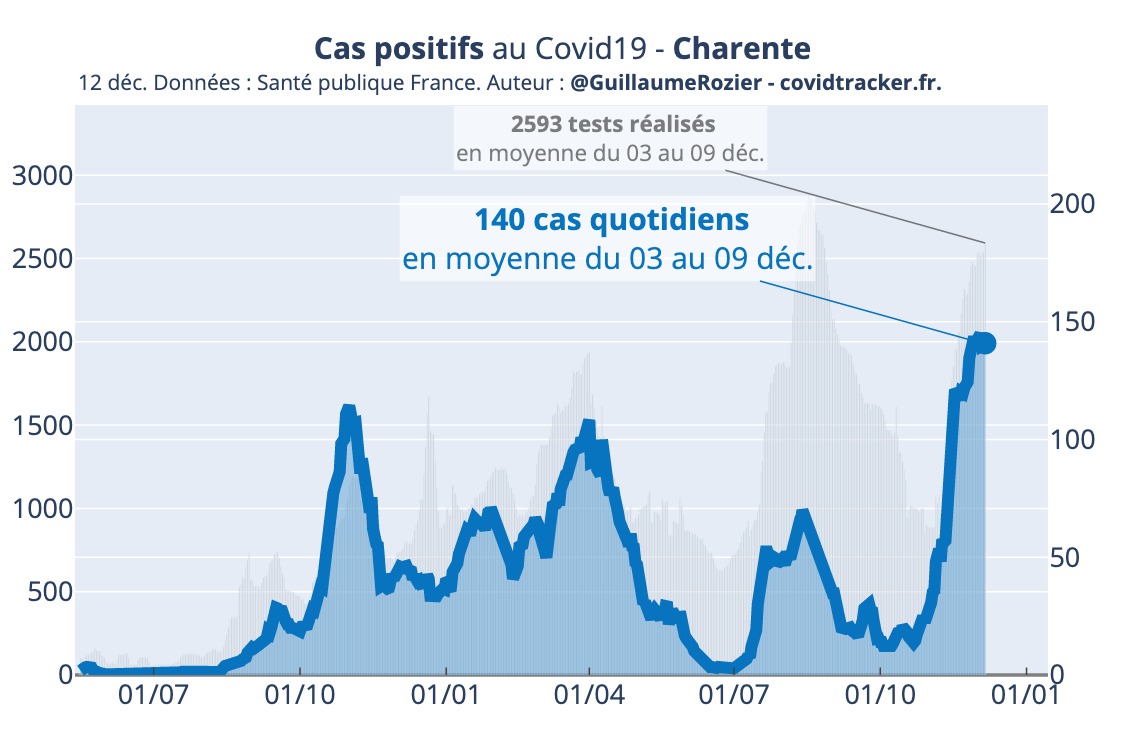 Cas positifs au Covid19 - Charente
12 déc. Données : Santé publique France. Auteur : @GuillaumeRozier - covidtracker.fr.
2593 tests réalisés
en moyenne du 03 au 09 déc.
140 cas quotidiens
en moyenne du 03 au 09 déc.
3000
2500
2000
1500
1000
500
0
200
150
100
50
0
01/07 01/10 01/01 01/04 01/07 01/10 01/01